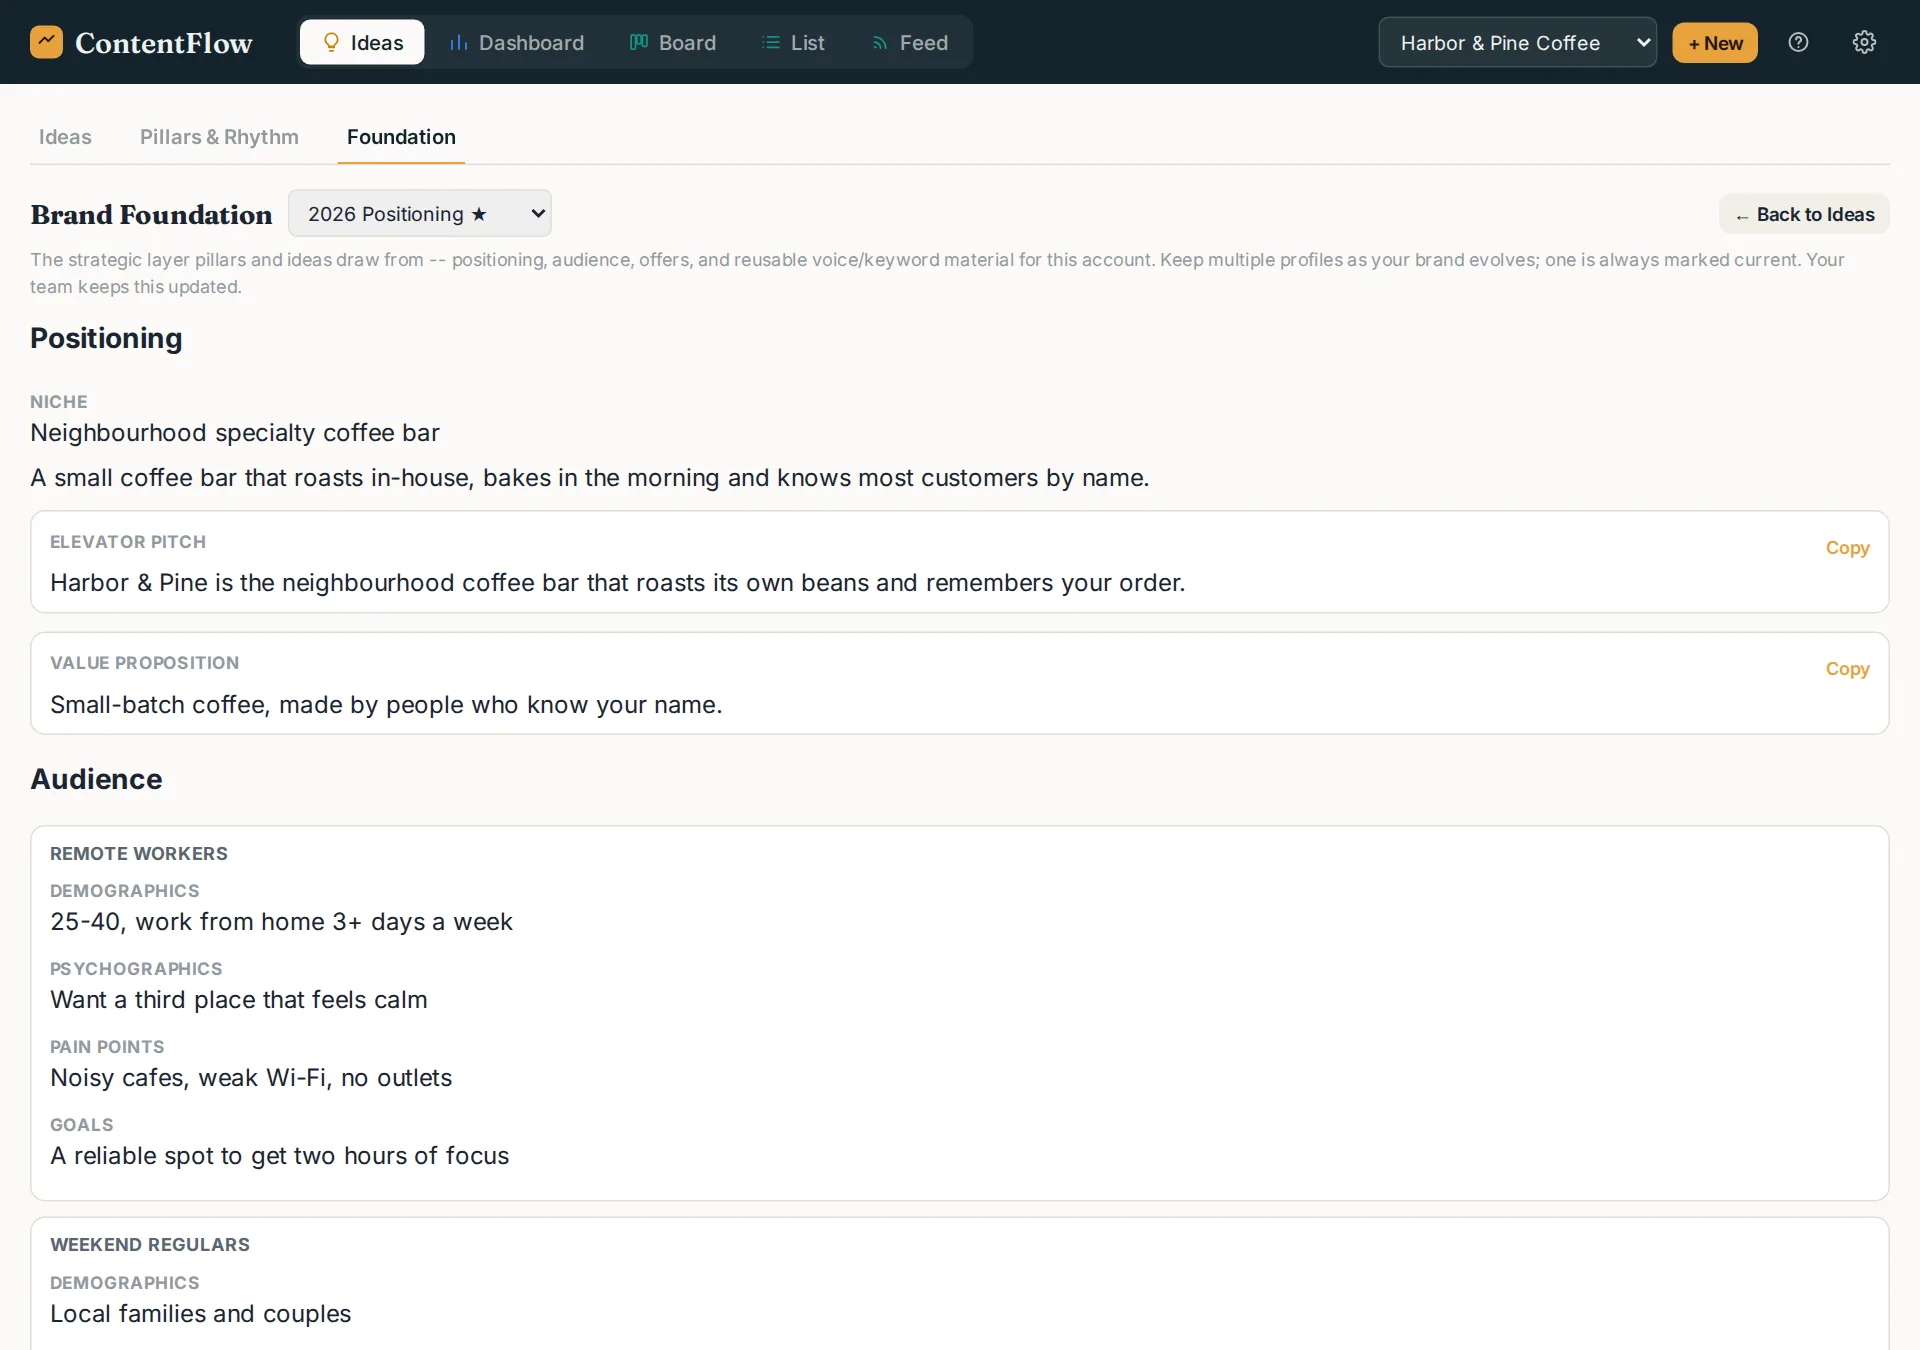 ContentFlow
Ideas
Dashboard
Board
List
Feed
Harbor & Pine Coffee
+ New
Ideas
Pillars & Rhythm
Foundation
Brand Foundation
2026 Positioning ★
← Back to Ideas
The strategic layer pillars and ideas draw from -- positioning, audience, offers, and reusable voice/keyword material for this account. Keep multiple profiles as your brand evolves; one is always marked current. Your
team keeps this updated.
Positioning
NICHE
Neighbourhood specialty coffee bar
A small coffee bar that roasts in-house, bakes in the morning and knows most customers by name.
ELEVATOR PITCH
Copy
Harbor & Pine is the neighbourhood coffee bar that roasts its own beans and remembers your order.
VALUE PROPOSITION
Copy
Small-batch coffee, made by people who know your name.
Audience
REMOTE WORKERS
DEMOGRAPHICS
25-40, work from home 3+ days a week
PSYCHOGRAPHICS
Want a third place that feels calm
PAIN POINTS
Noisy cafes, weak Wi-Fi, no outlets
GOALS
A reliable spot to get two hours of focus
WEEKEND REGULARS
DEMOGRAPHICS
Local families and couples